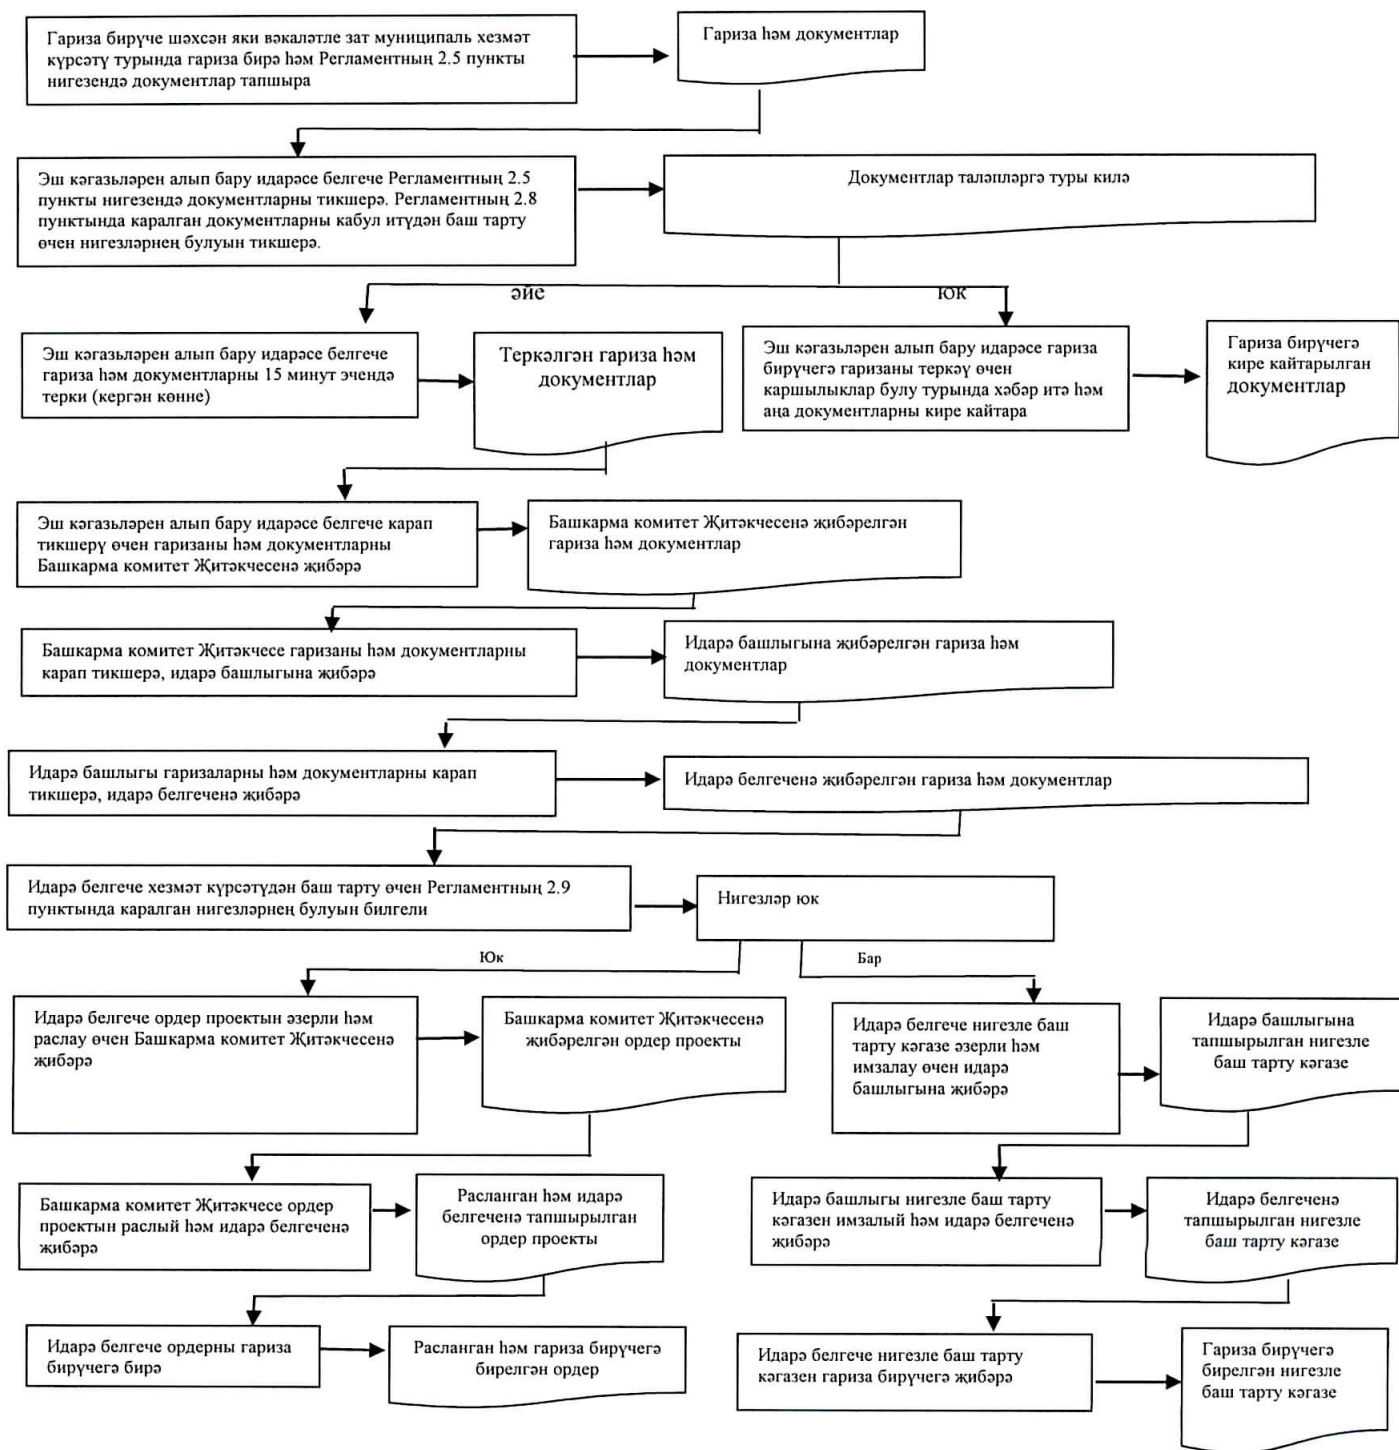 Гариза бирүче шәхсән яки вәкаләтле зат муниципаль хезмәт
күрсәтү турында гариза бирә һәм Регламентның 2.5 пункты
нигезендә документлар тапшыра
Гариза һәм документлар
Эш кәгазьләрен алып бару идарәсе белгече Регламентның 2.5
пункты нигезендә документларны тикшерә. Регламентның 2.8
пунктында каралган документларны кабул итүдән баш тарту
өчен нигезләрнең булуын тикшерә.
Документлар таләпләргә туры килә
әйе
юк
Эш кәгазьләрен алып бару идарәсе белгече
гариза һәм документларны 15 минут эчендә
терки (кергән көнне)
Теркәлгән гариза һәм
документлар
Эш кәгазьләрен алып бару идарәсе гариза
бирүчегә гаризаны теркәү өчен
каршылыклар булу турында хәбәр итә һәм
аңа документларны кире кайтара
Гариза бирүчегә
кире кайтарылган
документлар
Эш кәгазьләрен алып бару идарәсе белгече карап
тикшерү өчен гаризаны һәм документларны
Башкарма комитет Җитәкчесенә җибәрә
Башкарма комитет Җитәкчесенә җибәрелгән
гариза һәм документлар
Башкарма комитет Җитәкчесе гаризаны һәм документларны
карап тикшерә, идарә башлыгына җибәрә
Идарә башлыгына җибәрелгән гариза һәм
документлар
Идарә башлыгы гаризаларны һәм документларны карап
тикшерә, идарә белгеченә җибәрә
Идарә белгеченә җибәрелгән гариза һәм документлар
Идарә белгече хезмәт күрсәтүдән баш тарту өчен Регламентның 2.9
пунктында каралган нигезләрнең булуын билгели
Нигезләр юк
Юк
Бар
Идарә белгече ордер проектын әзерли һәм
раслау өчен Башкарма комитет Җитәкчесенә
җибәрә
Башкарма комитет Җитәкчесенә
җибәрелгән ордер проекты
Идарә белгече нигезле баш
тарту кәгазе әзерли һәм
имзалау өчен идарә
башлыгына җибәрә
Идарә башлыгына
тапшырылган нигезле
баш тарту кәгазе
Башкарма комитет Җитәкчесе ордер
проектын раслый һәм идарә белгеченә
җибәрә
Расланган һәм идарә
белгеченә тапшырылган
ордер проекты
Идарә башлыгы нигезле баш тарту
кәгазен имзалый һәм идарә белгеченә
җибәрә
Идарә белгеченә
тапшырылган нигезле
баш тарту кәгазе
Идарә белгече ордерны гариза
бирүчегә бирә
Расланган һәм гариза бирүчегә
бирелгән ордер
Идарә белгече нигезле баш тарту
кәгазен гариза бирүчегә җибәрә
Гариза бирүчегә
бирелгән нигезле
баш тарту кәгазе